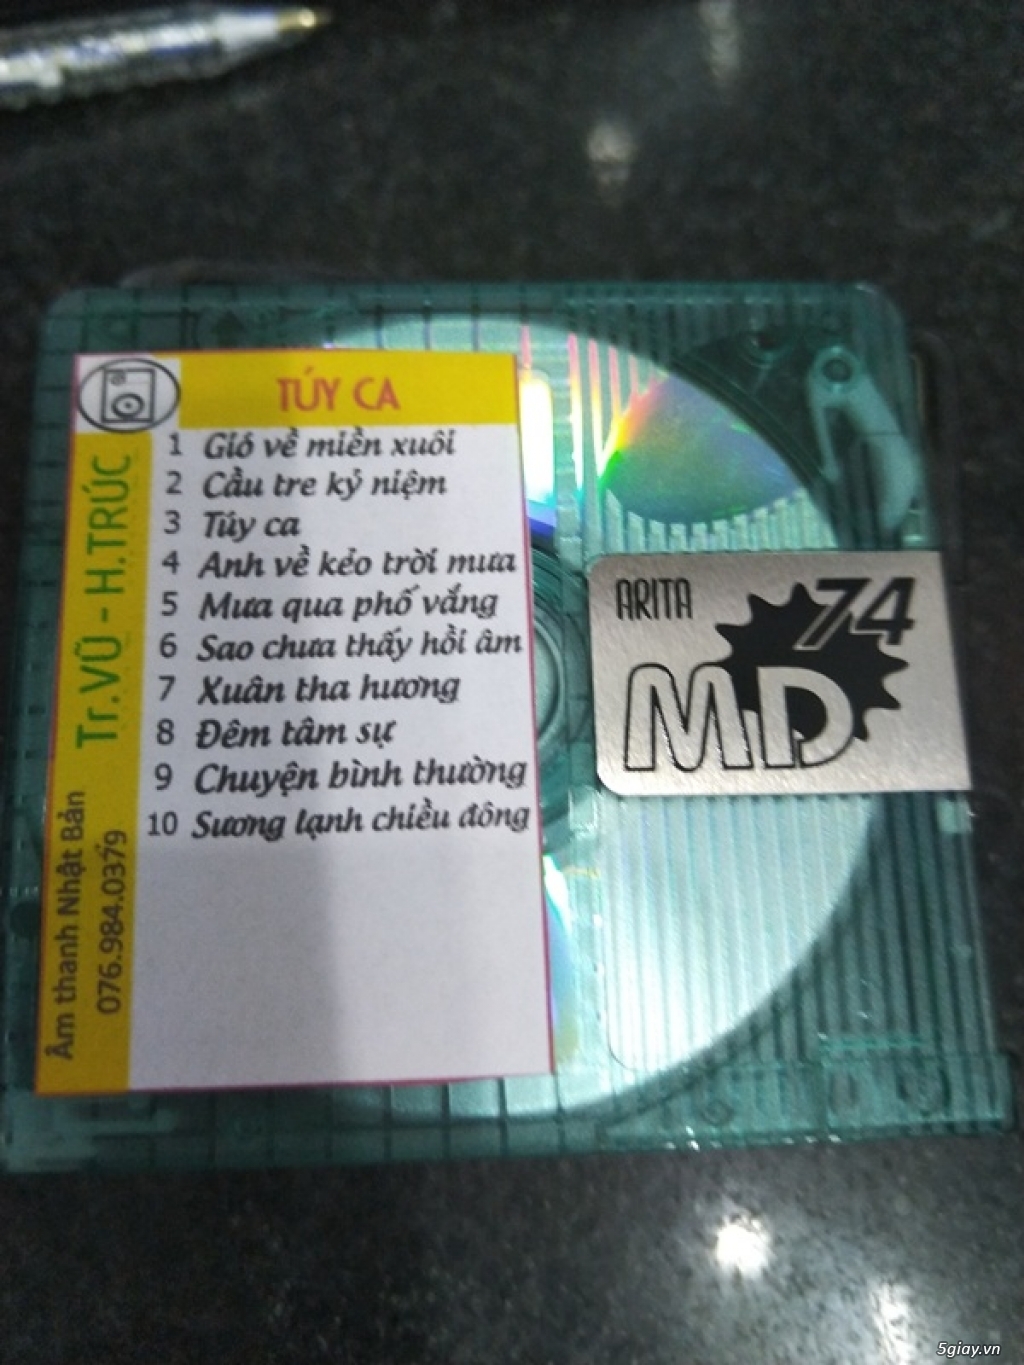 TÚY CA
1 Gió về miền xuôi
2 Cầu tre kỷ niệm
3 Túy ca
4 Anh về kẻo trời mưa
5 Mưa qua phố vắng
6 Sao chưa thấy hồi âm
7 Xuân tha hương
8 Đêm tâm sự
9 Chuyện bình thường
10 Sương lạnh chiều đông
Tr.VŨ - H.TRÚC
Âm thanh Nhật Bản
076.984.0379
ARITA
74
MD
5giay.vn